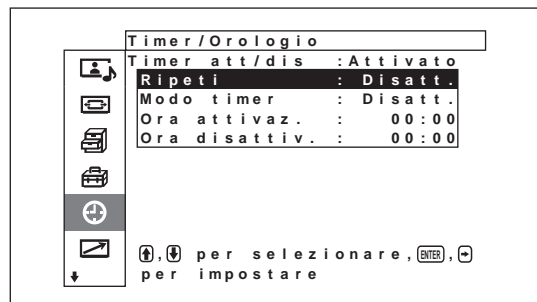 Timer/Orologio
Timer att/dis :Attivato
Ripeti : Disatt.
Modo timer : Disatt.
Ora attivaz. : 00:00
Ora disattiv. : 00:00
, per selezionare, ENTER ,
per impostare